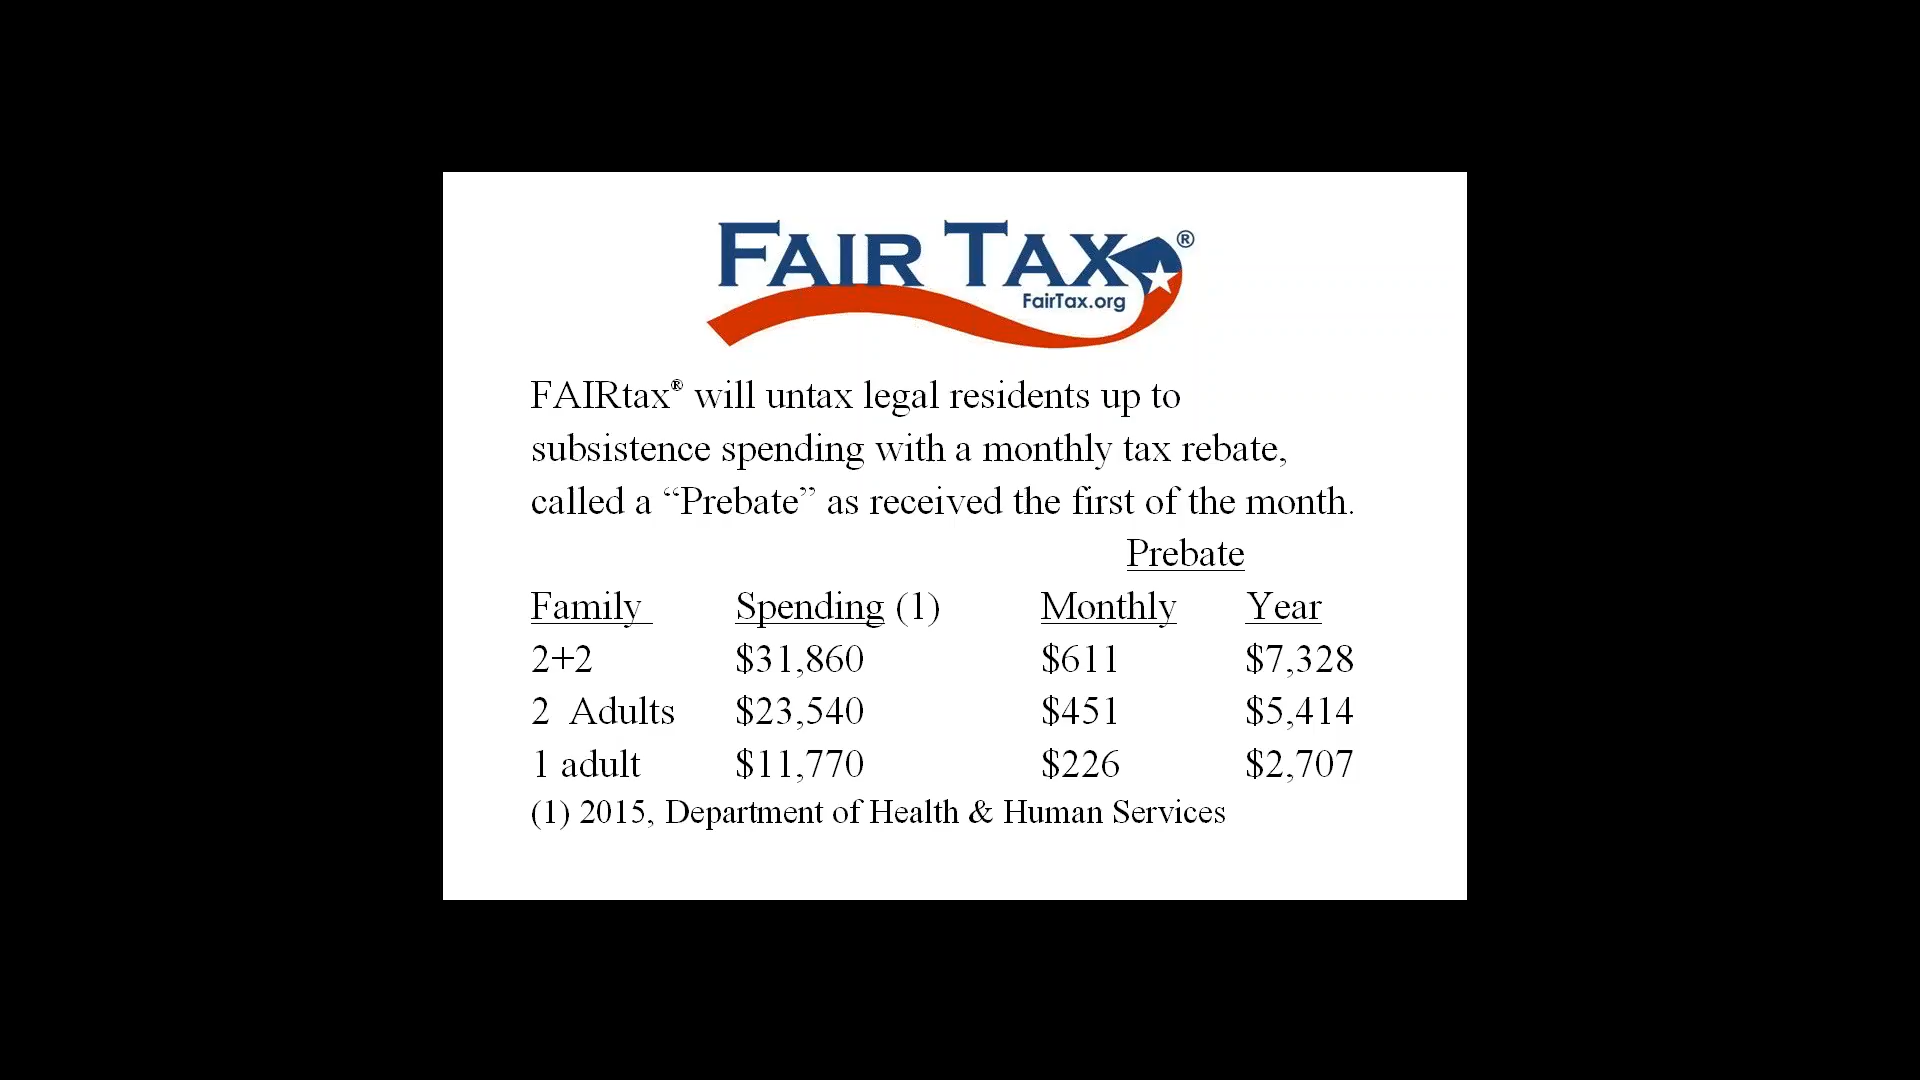 FAIR TAX®
FairTax.org
FAIRtax® will untax legal residents up to
subsistence spending with a monthly tax rebate,
called a “Prebate” as received the first of the month.
Prebate
Family Spending (1) Monthly Year
2+2 $31,860 $611 $7,328
2 Adults $23,540 $451 $5,414
1 adult $11,770 $226 $2,707
(1) 2015, Department of Health & Human Services